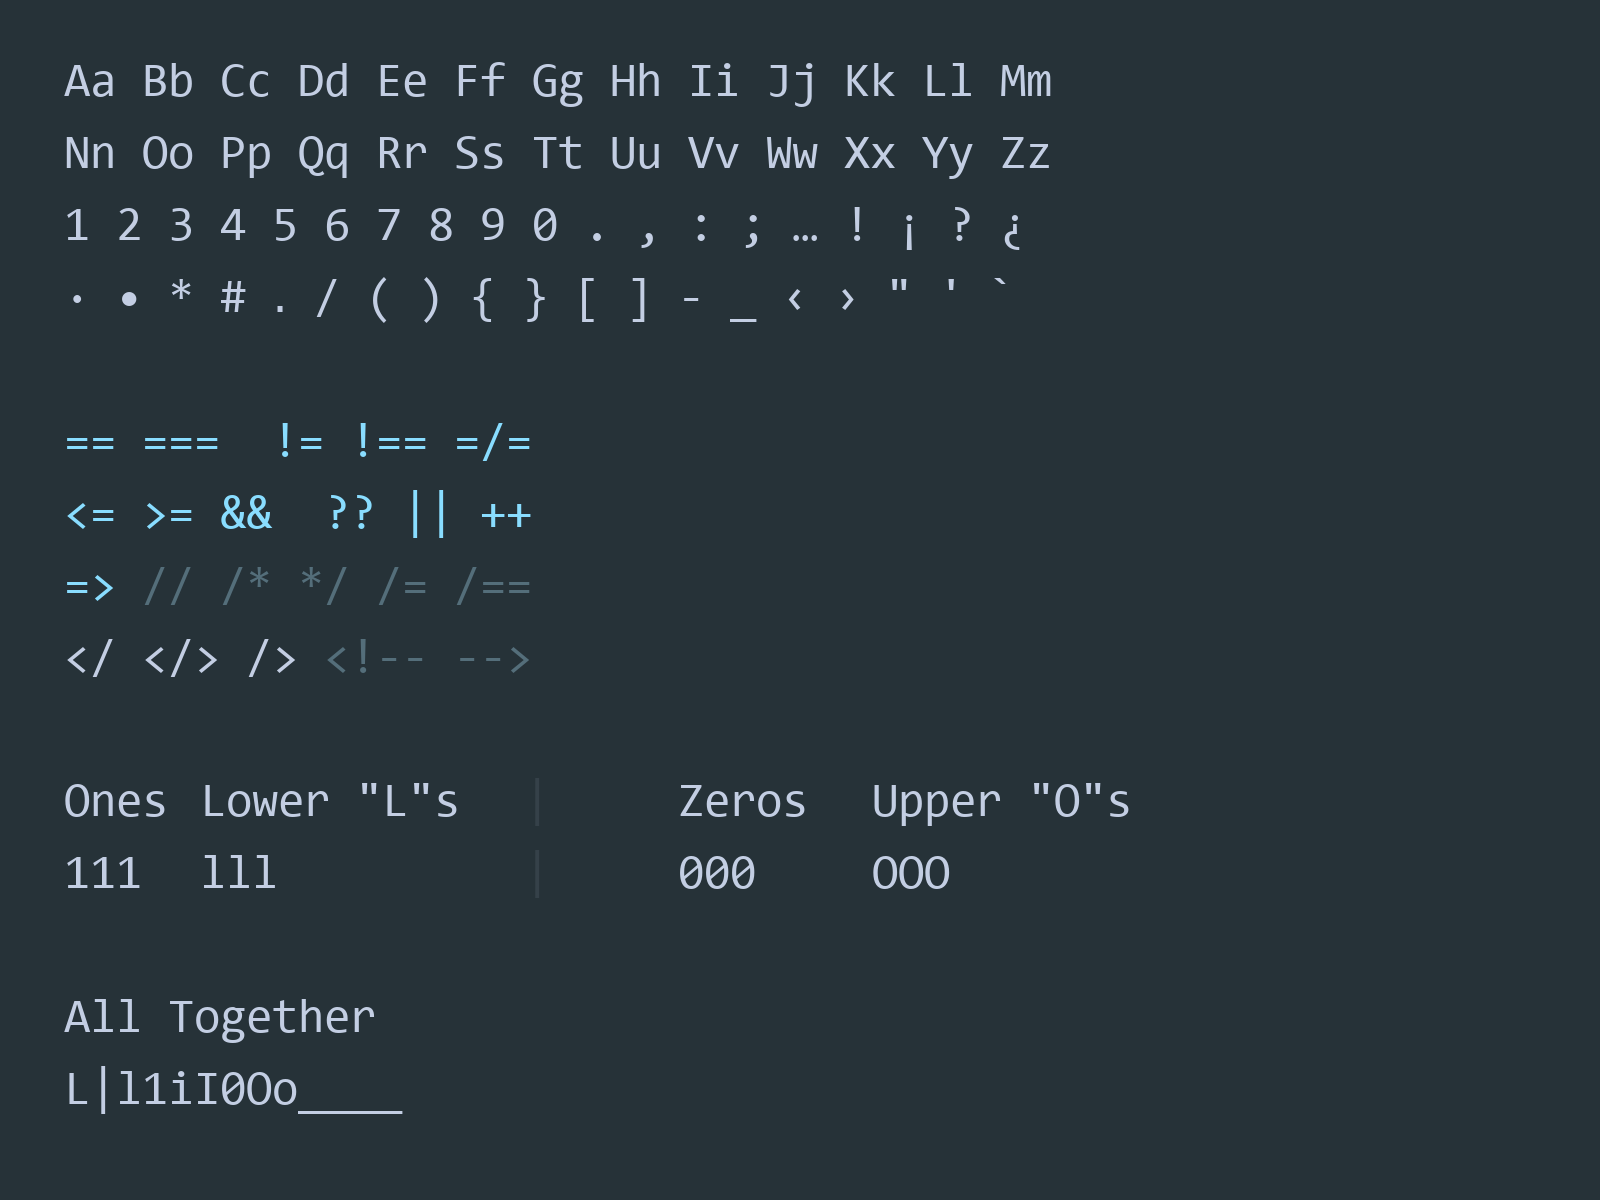 Aa Bb Cc Dd Ee Ff Gg Hh Ii Jj Kk Ll Mm
Nn Oo Pp Qq Rr Ss Tt Uu Vv Ww Xx Yy Zz
1 2 3 4 5 6 7 8 9 0 . , : ; … ! ¡ ? ¿
· • * # . / ( ) { } [ ] - _ ‹ › " ' `
== ===  != !== =/=
<= >= &&  ?? || ++
=> // /* */ /= /==
</ </> /> <!-- -->
Ones Lower "L"s | Zeros Upper "O"s
111 lll | 000 OOO
All Together
L|l1iI0Oo____